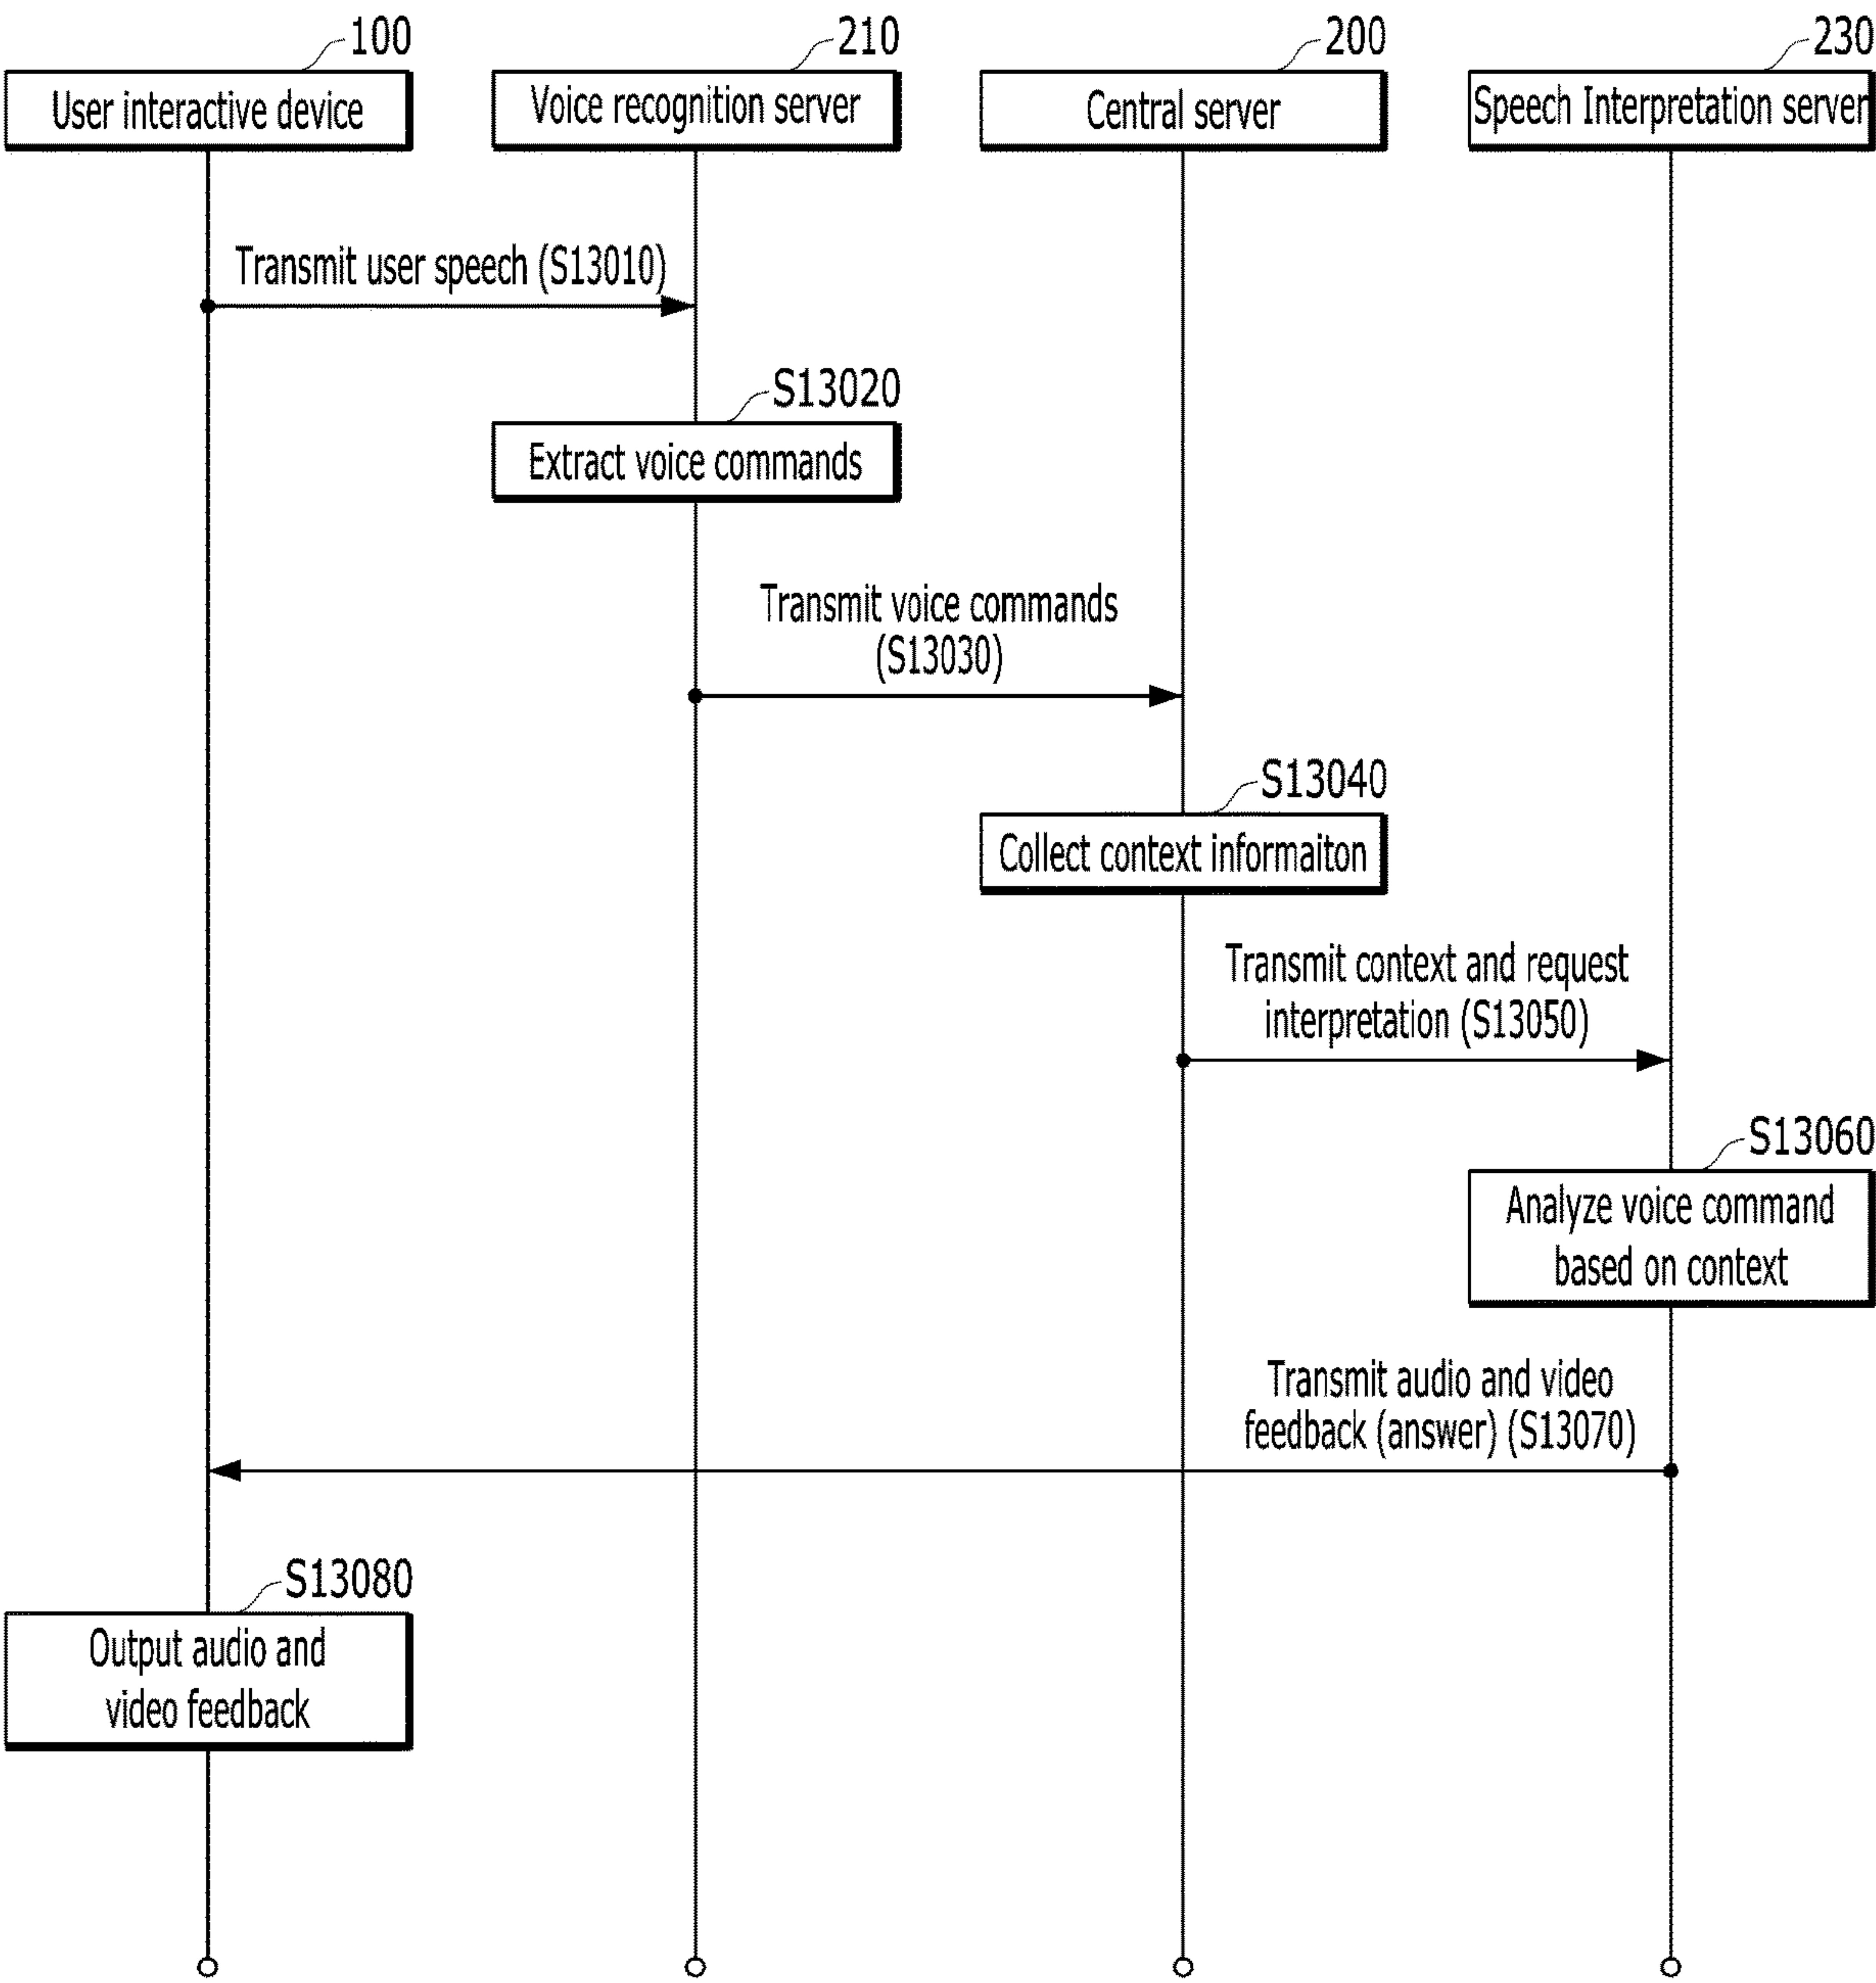 100
210
200
230
User interactive device
Voice recognition server
Central server
Speech Interpretation server
Transmit user speech (S13010)
S13020
Extract voice commands
Transmit voice commands
(S13030)
S13040
Collect context informaiton
Transmit context and request
interpretation (S13050)
S13060
Analyze voice command
based on context
Transmit audio and video
feedback (answer) (S13070)
S13080
Output audio and
video feedback